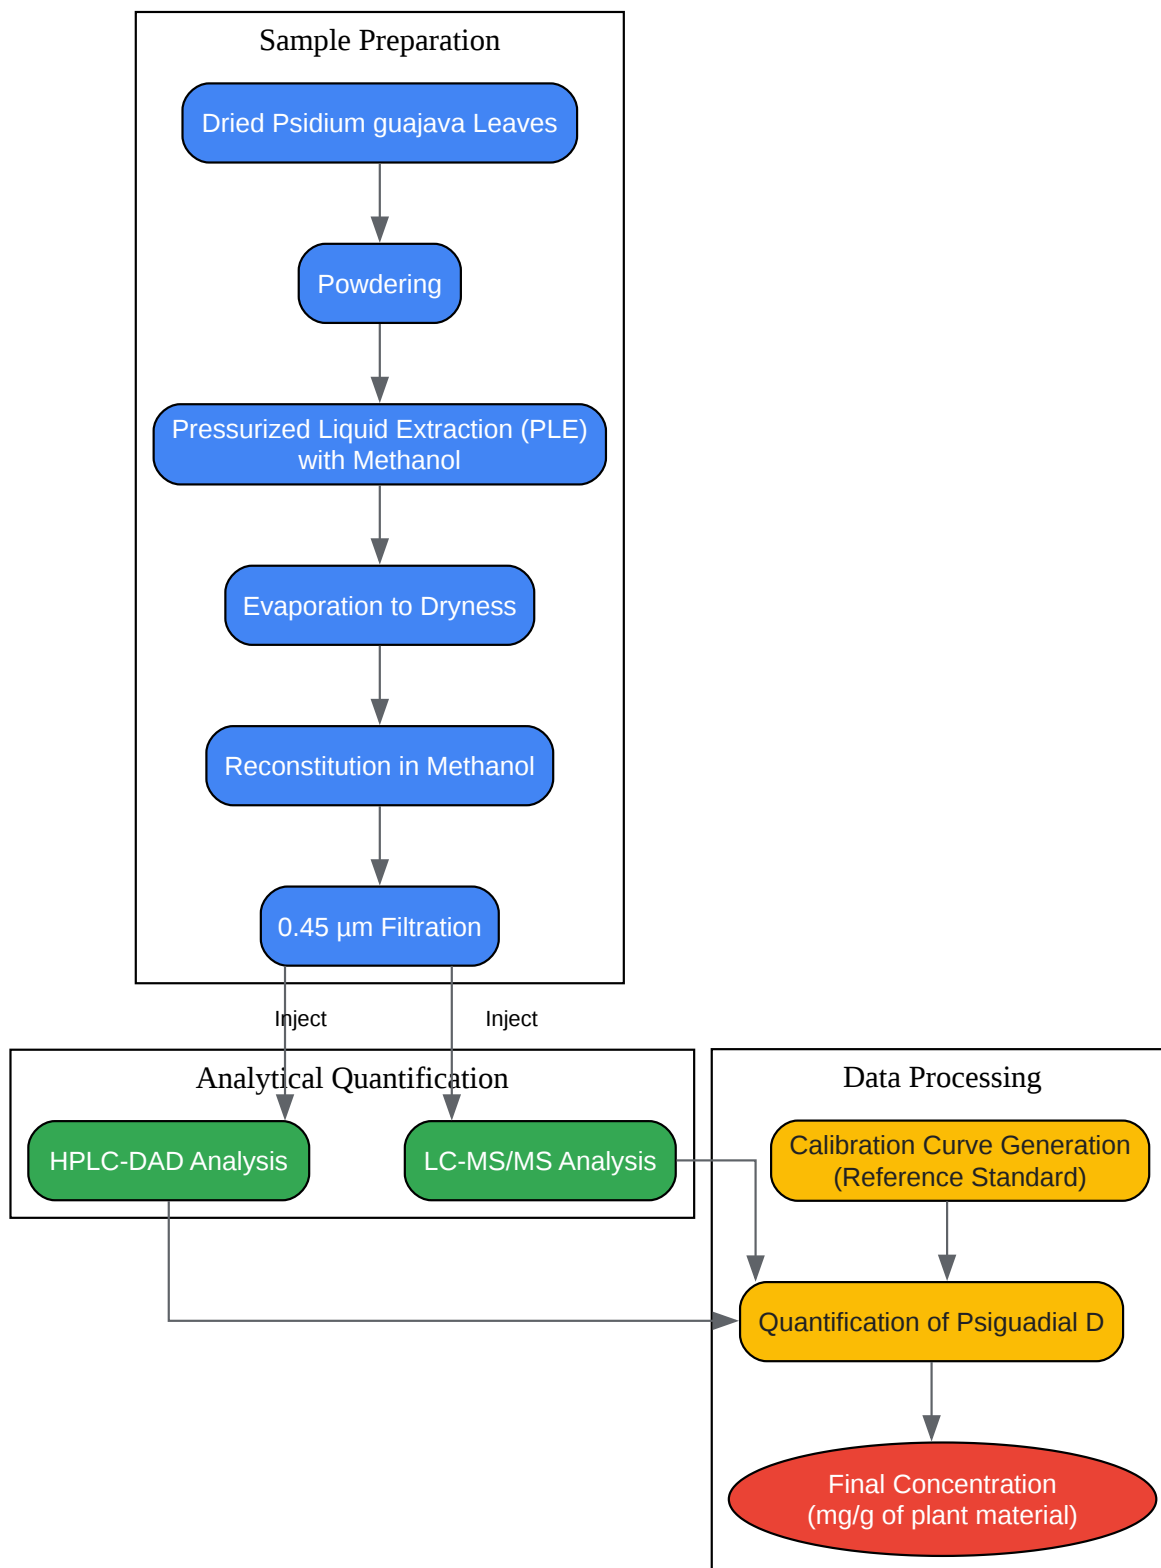 Sample Preparation
Dried Psidium guajava Leaves
Powdering
Pressurized Liquid Extraction (PLE)
with Methanol
Evaporation to Dryness
Reconstitution in Methanol
0.45 µm Filtration
Inject
Inject
Analytical Quantification
HPLC-DAD Analysis
LC-MS/MS Analysis
Data Processing
Calibration Curve Generation
(Reference Standard)
Quantification of Psiguadial D
Final Concentration
(mg/g of plant material)